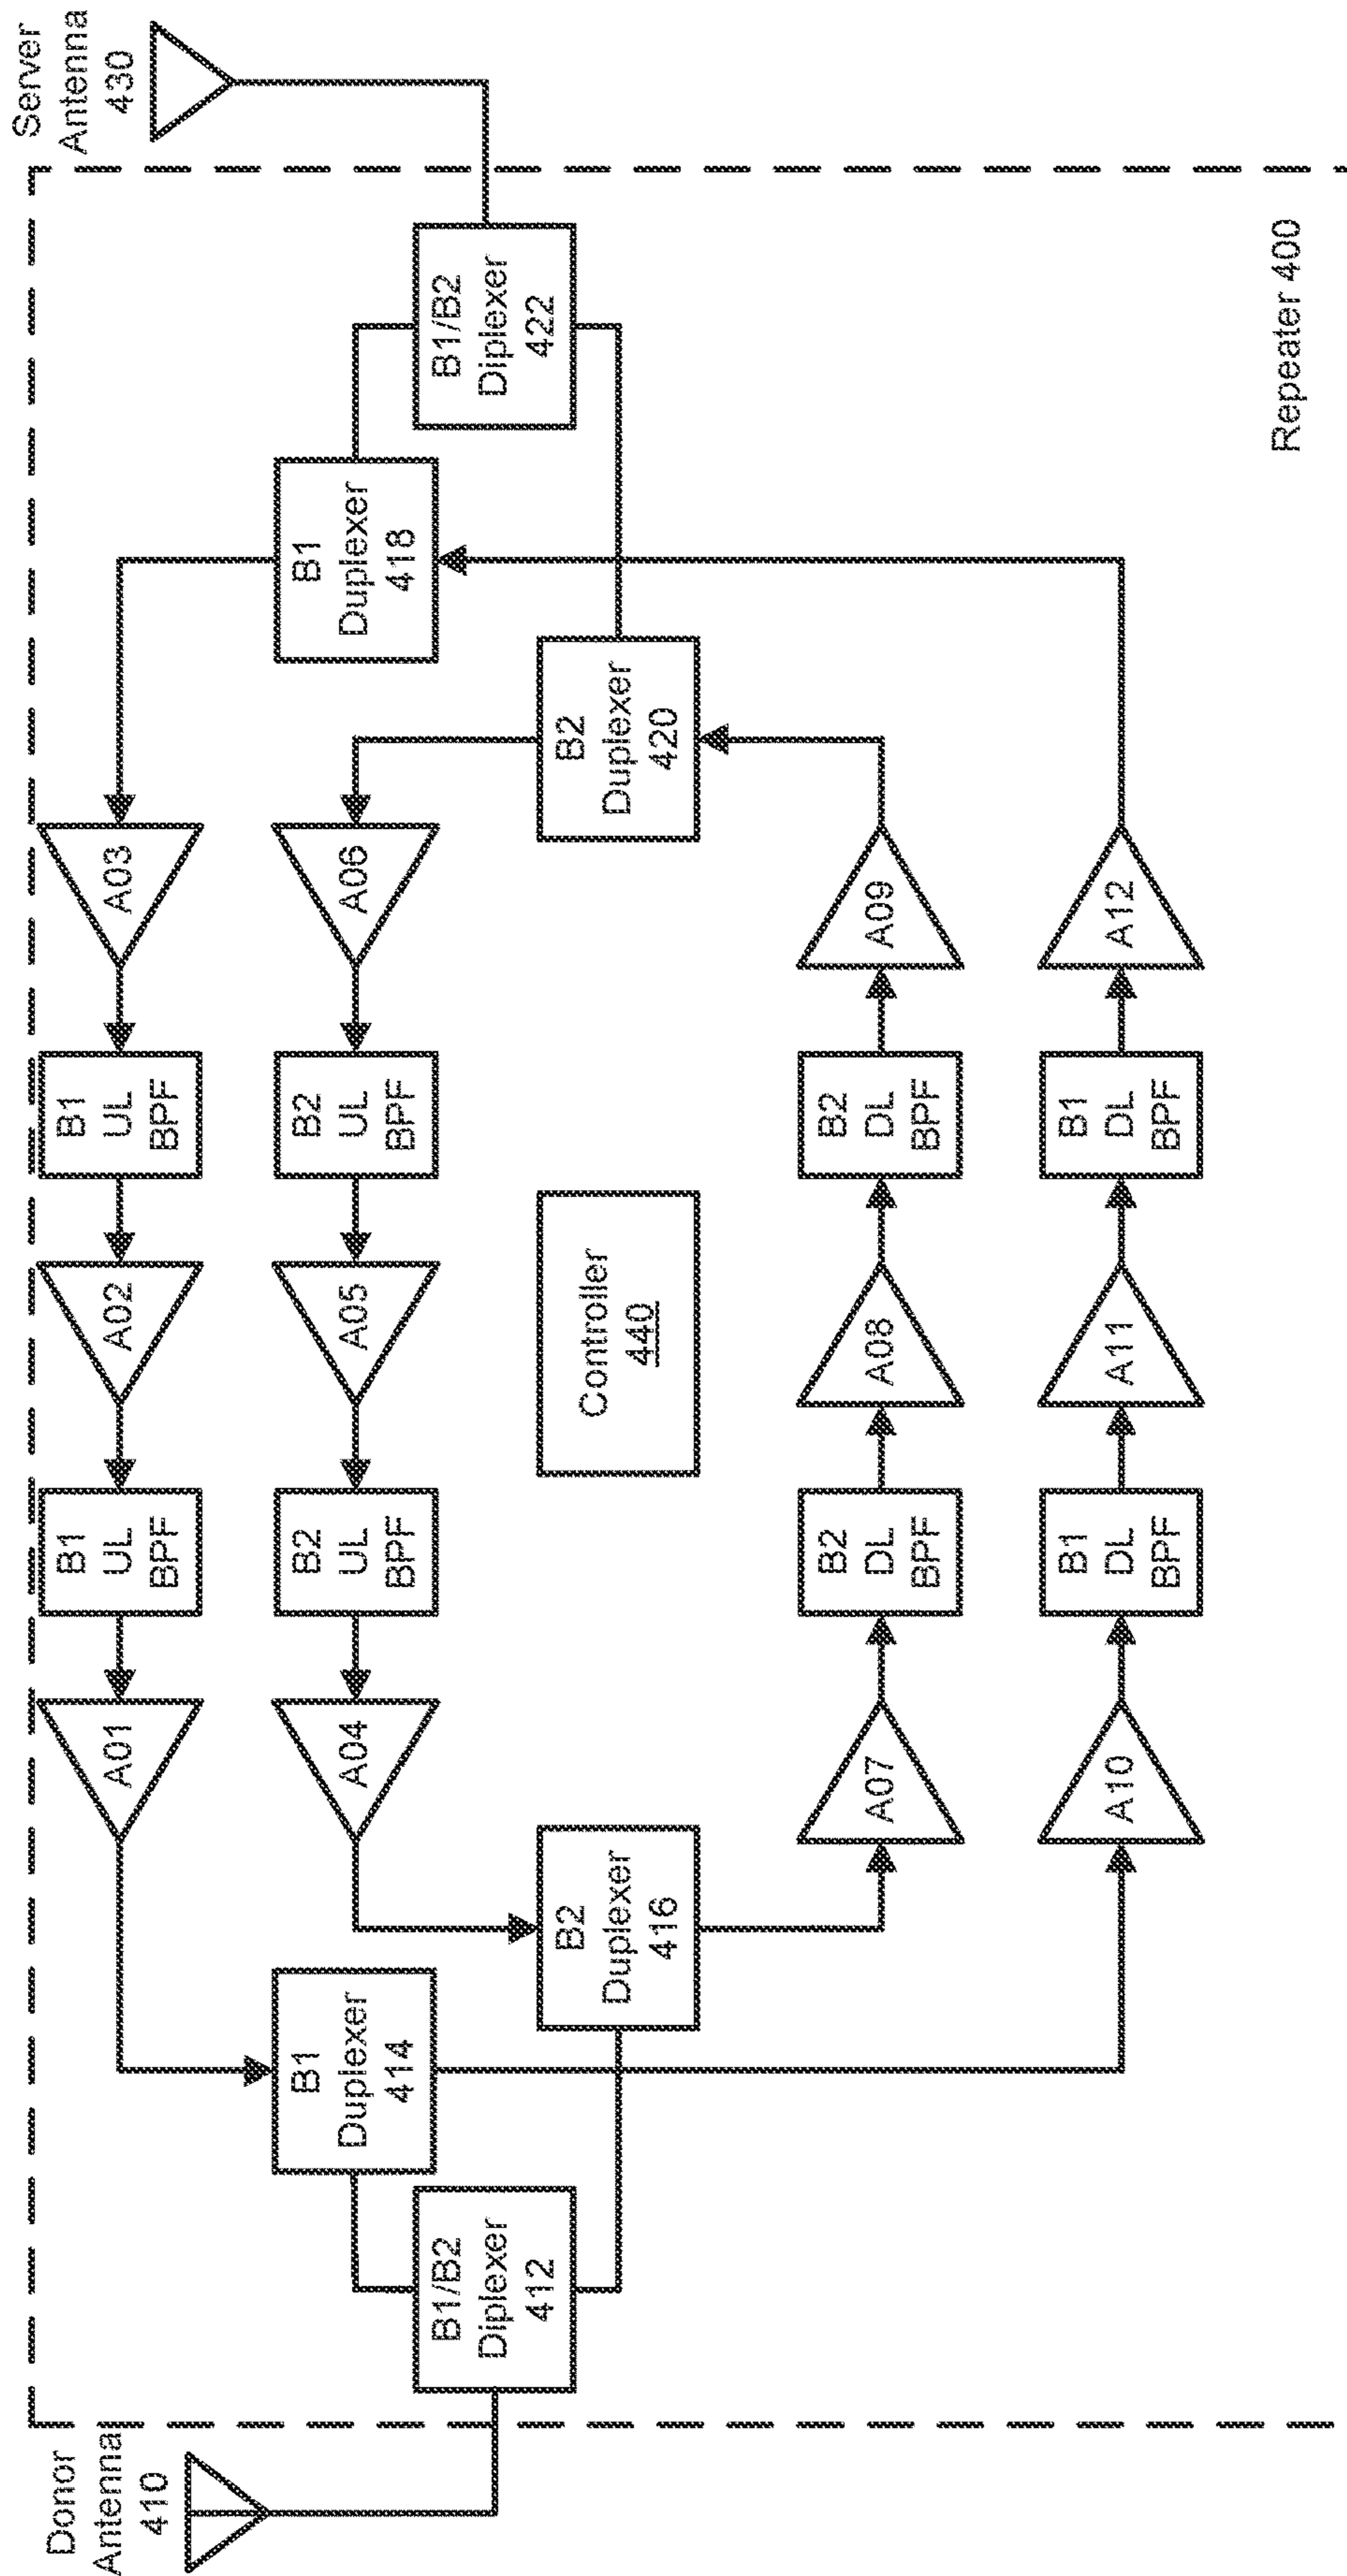 Donor
Antenna
410
Server
Antenna
430
A01
B1
UL
BPF
A02
B1
UL
BPF
A03
B1
Duplexer
414
A04
B2
UL
BPF
A05
B2
UL
BPF
A06
B1
Duplexer
418
B1/B2
Diplexer
412
B1/B2
Diplexer
422
B2
Duplexer
416
Controller
440
B2
Duplexer
420
A07
B2
DL
BPF
A08
B2
DL
BPF
A09
A10
B1
DL
BPF
A11
B1
DL
BPF
A12
Repeater 400